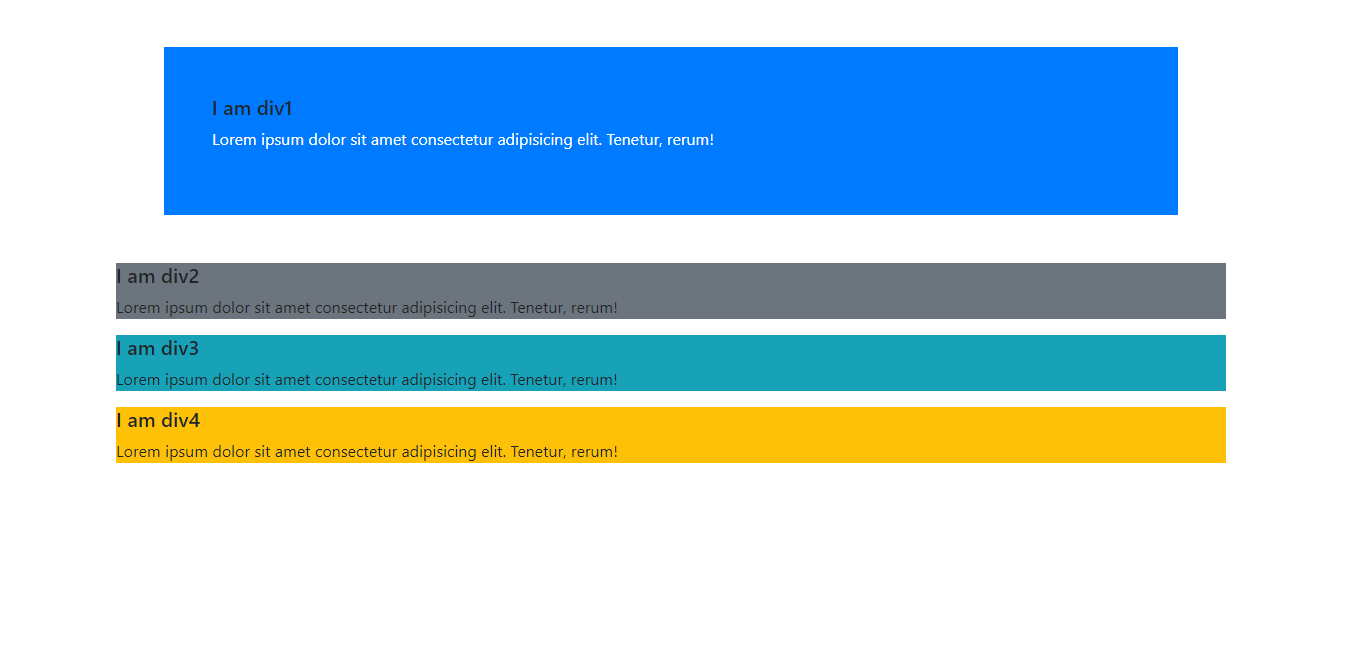 I am div1
Lorem ipsum dolor sit amet consectetur adipisicing elit. Tenetur, rerum!
I am div2
Lorem ipsum dolor sit amet consectetur adipisicing elit. Tenetur, rerum!
I am div3
Lorem ipsum dolor sit amet consectetur adipisicing elit. Tenetur, rerum!
I am div4
Lorem ipsum dolor sit amet consectetur adipisicing elit. Tenetur, rerum!